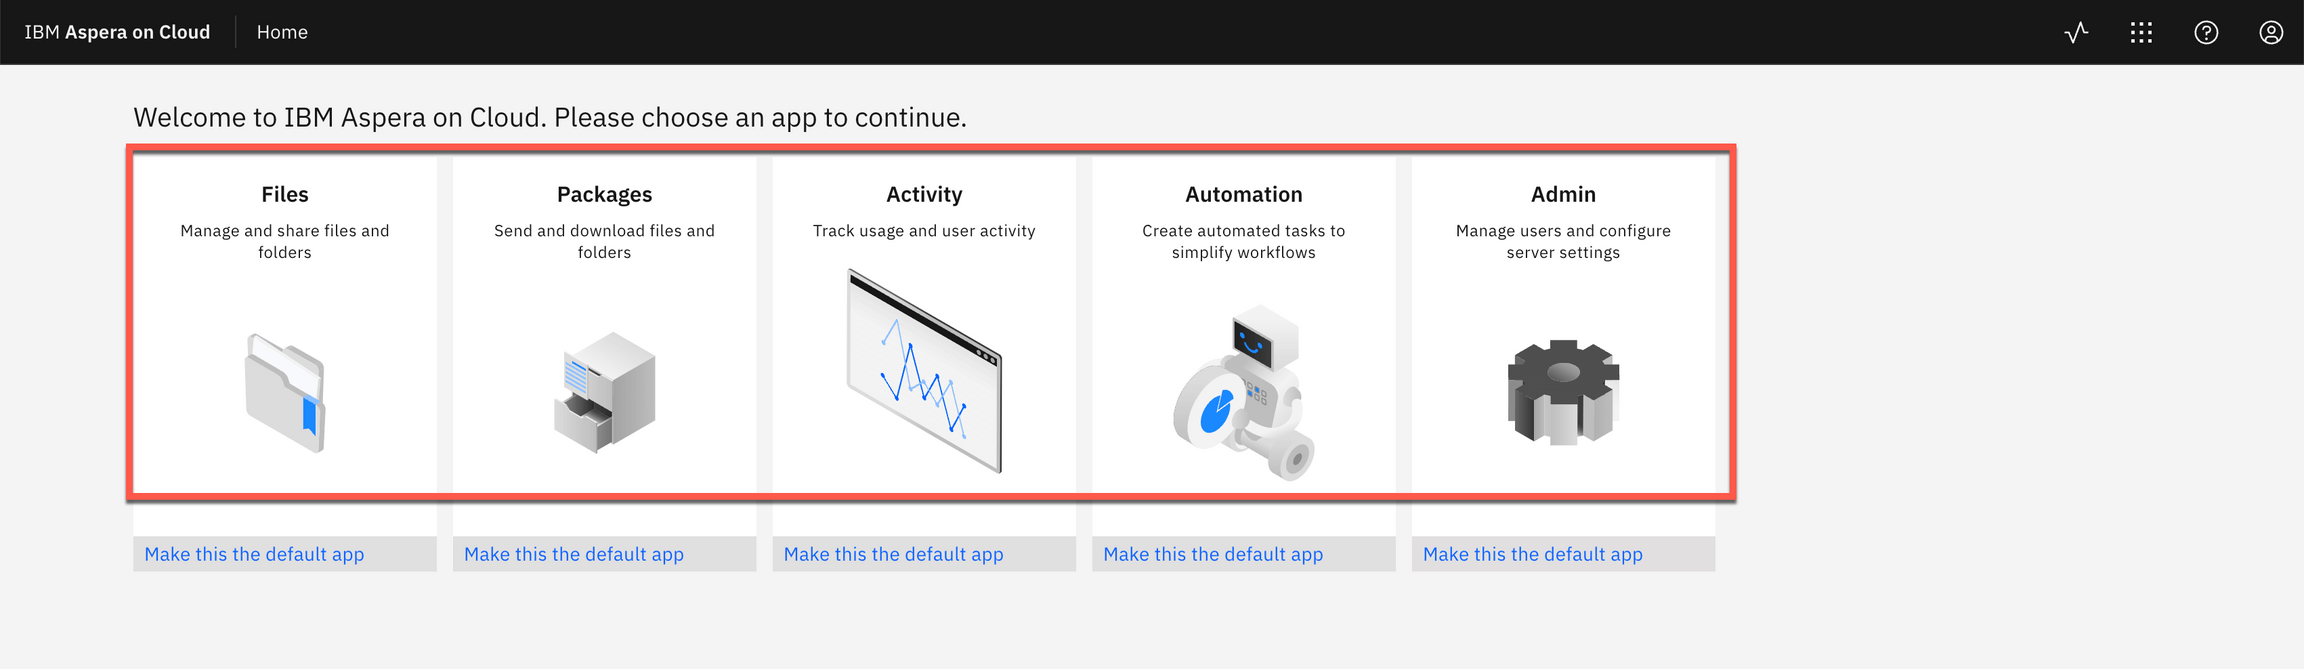 IBM Aspera on Cloud
Home
Welcome to IBM Aspera on Cloud. Please choose an app to continue.
Files
Manage and share files and
folders
Make this the default app
Packages
Send and download files and
folders
Make this the default app
Activity
Track usage and user activity
Make this the default app
Automation
Create automated tasks to
simplify workflows
Make this the default app
Admin
Manage users and configure
server settings
Make this the default app